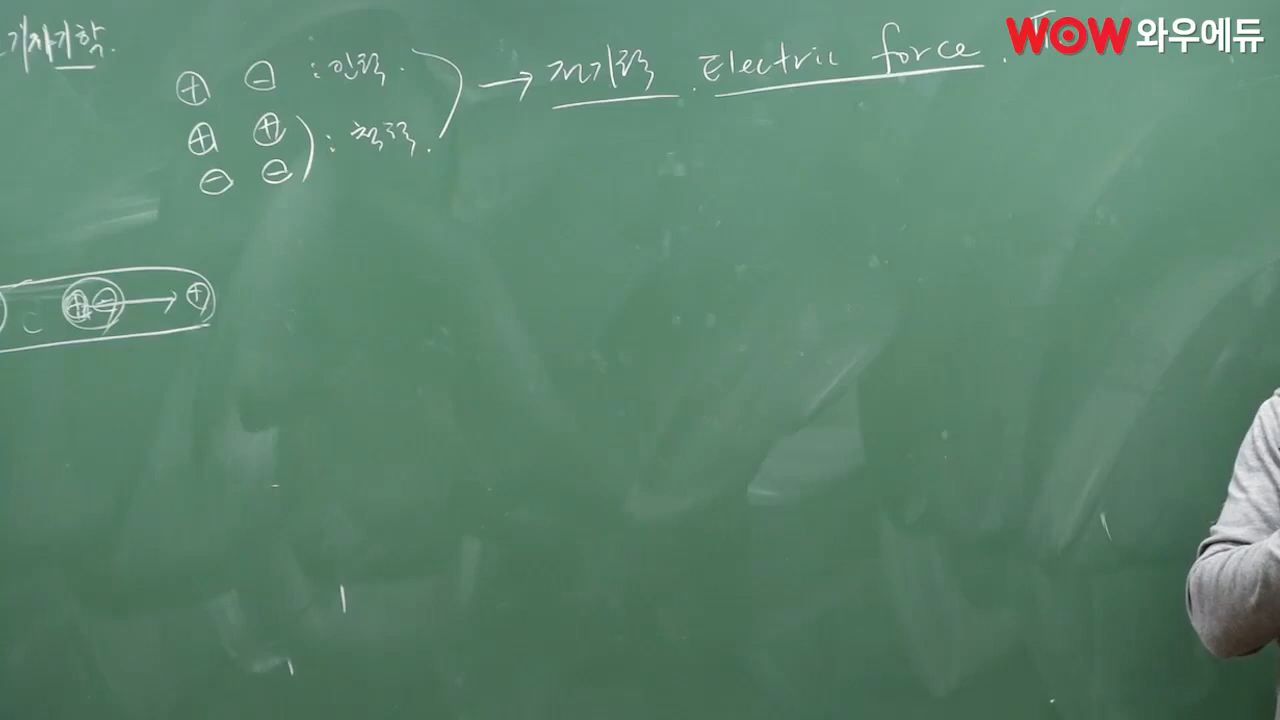 기자기학.
WOW 와우에듀
⊕ ⊖ : 인력. → 전기력. Electric force.
⊕ ⊕ : 척력.
⊖ ⊖
⊕ ⊖ → ⊕